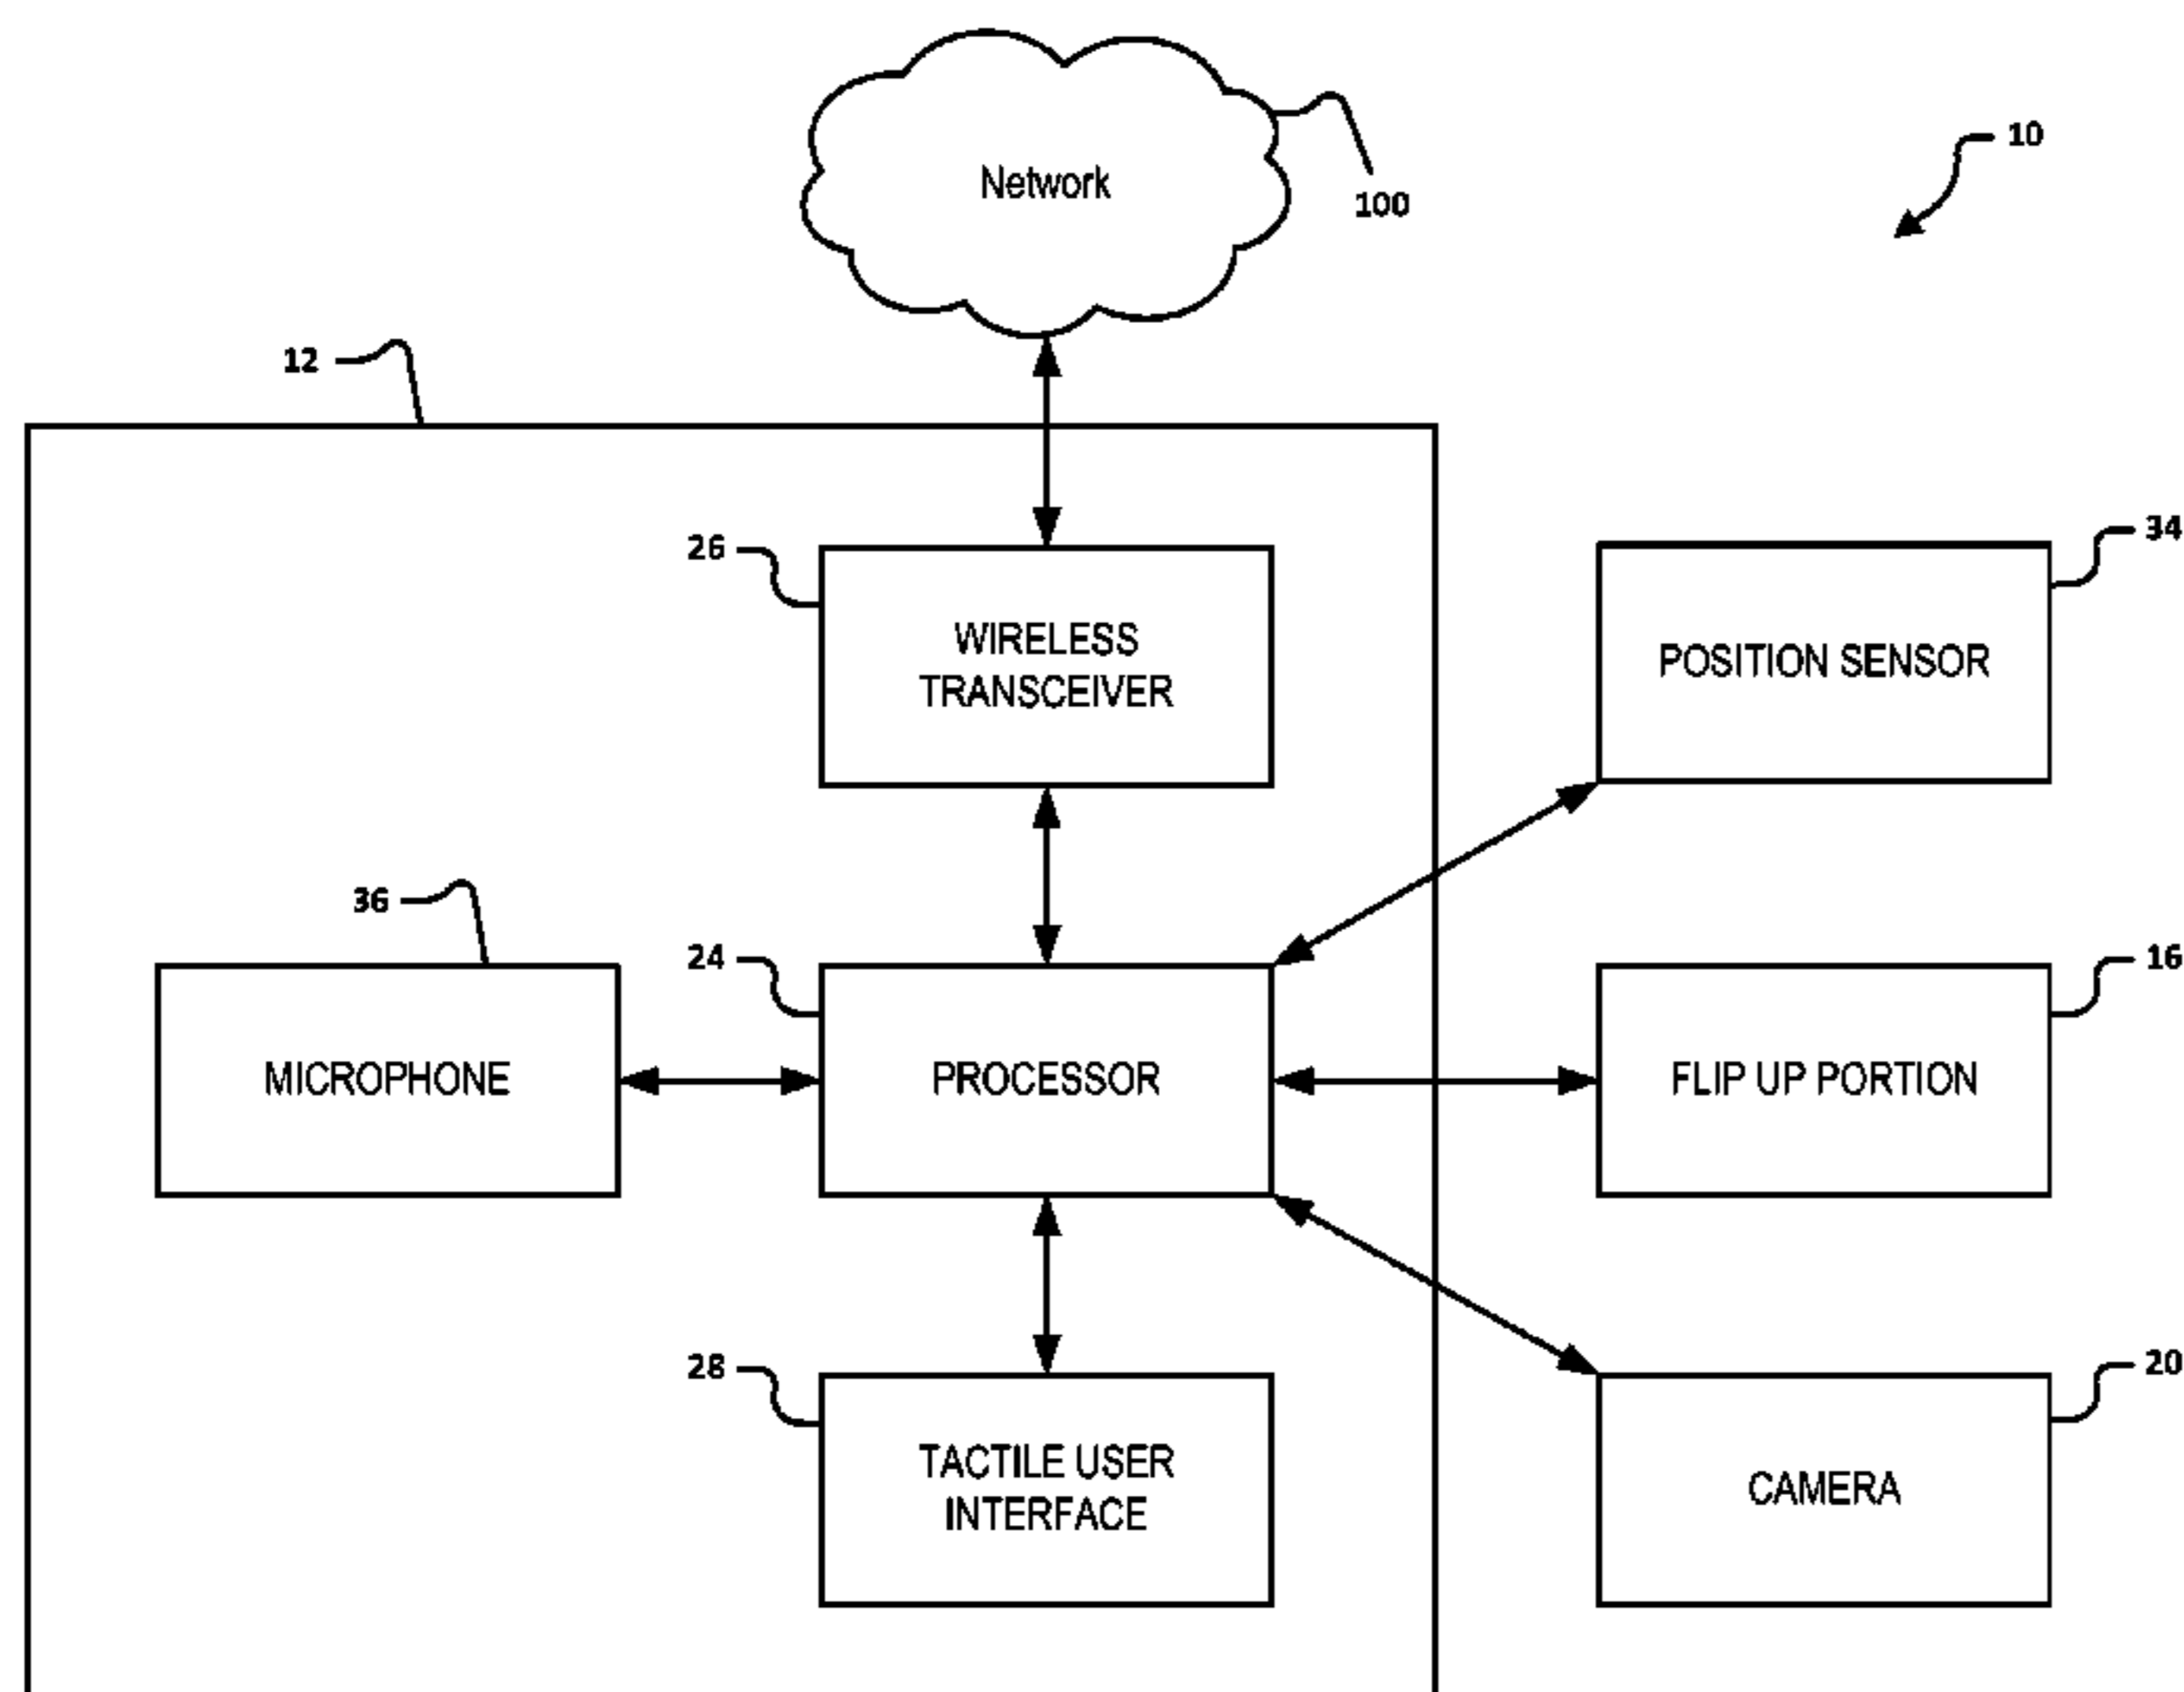 Network
10
100
12
26
34
WIRELESS
TRANSCEIVER
POSITION SENSOR
36
24
16
MICROPHONE
PROCESSOR
FLIP UP PORTION
28
20
TACTILE USER
INTERFACE
CAMERA